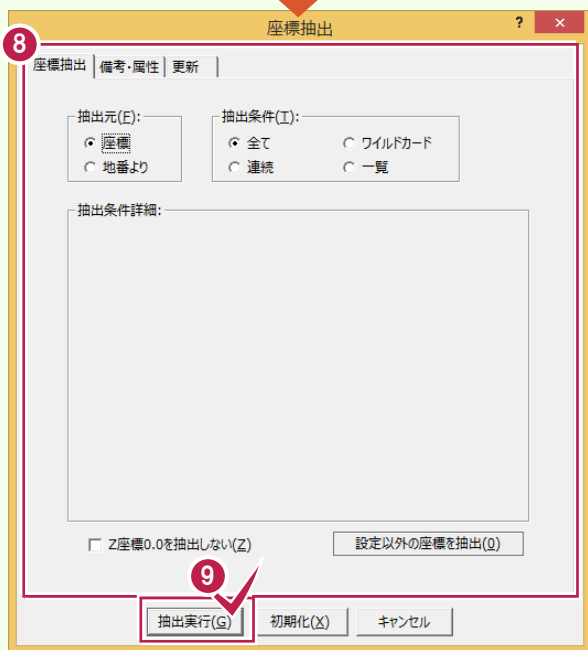 座標抽出
?
×
8
座標抽出 備考・属性 更新
抽出元(F):
座標
地番より
抽出条件(T):
全て
ワイルドカード
連続
一覧
抽出条件詳細:
Z座標0.0を抽出しない(Z)
設定以外の座標を抽出(0)
9
抽出実行(G)
初期化(X)
キャンセル